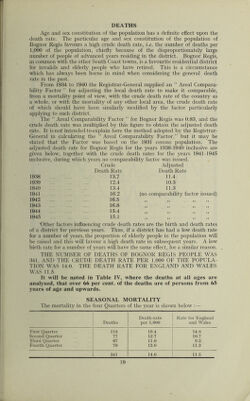 DEATHS
Age and sex constitution of the population has a definite effect upon the
death rate. The particular age and sex constitution of the population of
Bognor Regis favours a high crude death rate, i.e. the number of deaths per
1,000 of the population, chiefly because of the disproportionately large
number of people of advanced years residing in the district. Bognor Regis,
in common with the other South Coast towns, is a favourite residential district
for invalids and elderly people who have retired. This is a circumstance
which has always been borne in mind when considering the general death
rate in the past.
From 1934 to 1940 the Registrar-General supplied an "Areal Compara-
bility Factor" for adjusting the local death rate to make it comparable,
from a mortality point of view, with the crude death rate of the country as
a whole, or with the mortality of any other local area, the crude death rate
of which should have been similarly modified by the factor particularly
applying to such district.
The "Areal Comparability Factor" for Bognor Regis was 0.83, and the
crude death rate was multiplied by this figure to obtain the adjusted death
rate. It is not intended to explain here the method adopted by the Registrar-
General in calculating the "Areal Comparability Factor" but it may be
stated that the Factor was based on the 1931 census population. The
adjusted death rate for Bognor Regis for the years 1938-1940 inclusive are
given below, together with the crude death rates for the years 1941-1945
inclusive, during which years no comparability factor was issued.
Crude Adjusted
Death Rate Death Rate
1938 13.7 11.4
1939 12.4 10.3
1940 13.4 11.3
1941 16.2 (no comparability factor issued)
1942 16.5 " " "
1943 16.8 " " "
1944 15.4 " " "
1945 15.1 " " "
Other factors influencing crude death rates are the birth and death rates
of a district for previous years. Thus, if a district has had a low death rate
for a number of years, the proportion of elderly people in the population will
be raised and this will favour a high death rate in subsequent years. A low
birth rate for a number of years will have the same effect, for a similar reason.
THE NUMBER OF DEATHS OF BOGNOR REGIS PEOPLE WAS
341, AND THE CRUDE DEATH RATE PER 1,000 OF THE POPULA-
TION WAS 14.0. THE DEATH RATE FOR ENGLAND AND WALES
WAS 11.5.
It will be noted in Table IV, where the deaths at all ages are
analysed, that over 66 per cent. of the deaths are of persons from 65
years of age and upwards.
SEASONAL MORTALITY
The mortality in the four Quarters of the year is shown below :—
Deaths Death-rate per 1,000 Rate for England and Wales
First Quarter
Second Quarter
Third Quarter
Fourth Quarter
341 14.0 11.5
19